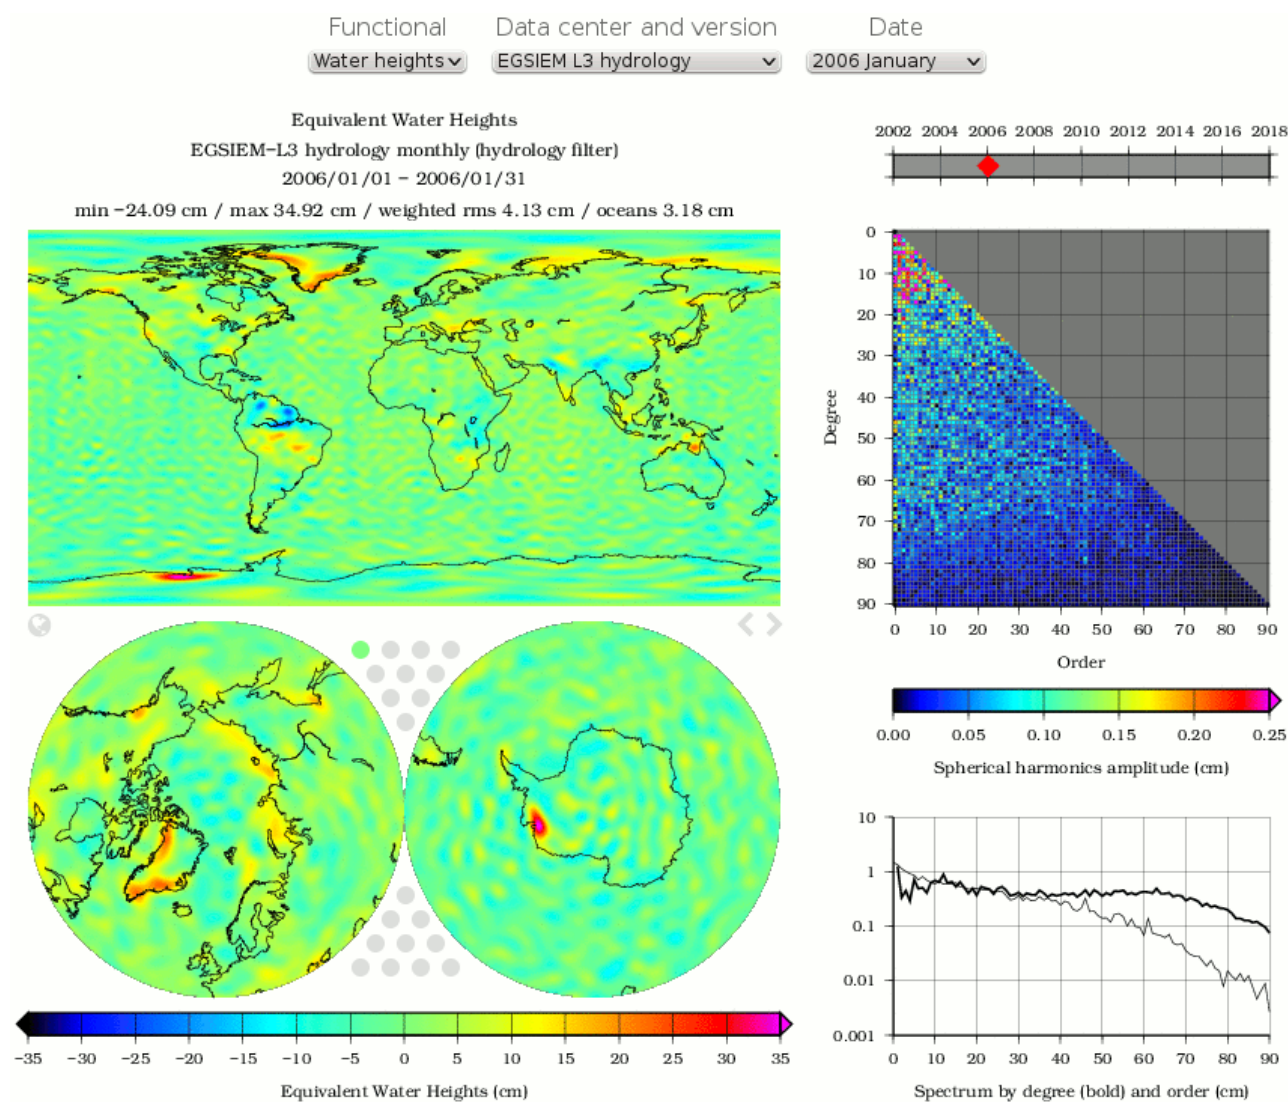 Functional Data center and version Date
Water heights EGSIEM L3 hydrology 2006 January
Equivalent Water Heights
EGSIEM-L3 hydrology monthly (hydrology filter)
2006/01/01 - 2006/01/31
min -24.09 cm / max 34.92 cm / weighted rms 4.13 cm / oceans 3.18 cm
2002 2004 2006 2008 2010 2012 2014 2016 2018
0
10
20
30
40
50
60
70
80
90
Degree
0 10 20 30 40 50 60 70 80 90
Order
0.00 0.05 0.10 0.15 0.20 0.25
Spherical harmonics amplitude (cm)
10
1
0.1
0.01
0.001
0 10 20 30 40 50 60 70 80 90
Spectrum by degree (bold) and order (cm)
-35 -30 -25 -20 -15 -10 -5 0 5 10 15 20 25 30 35
Equivalent Water Heights (cm)